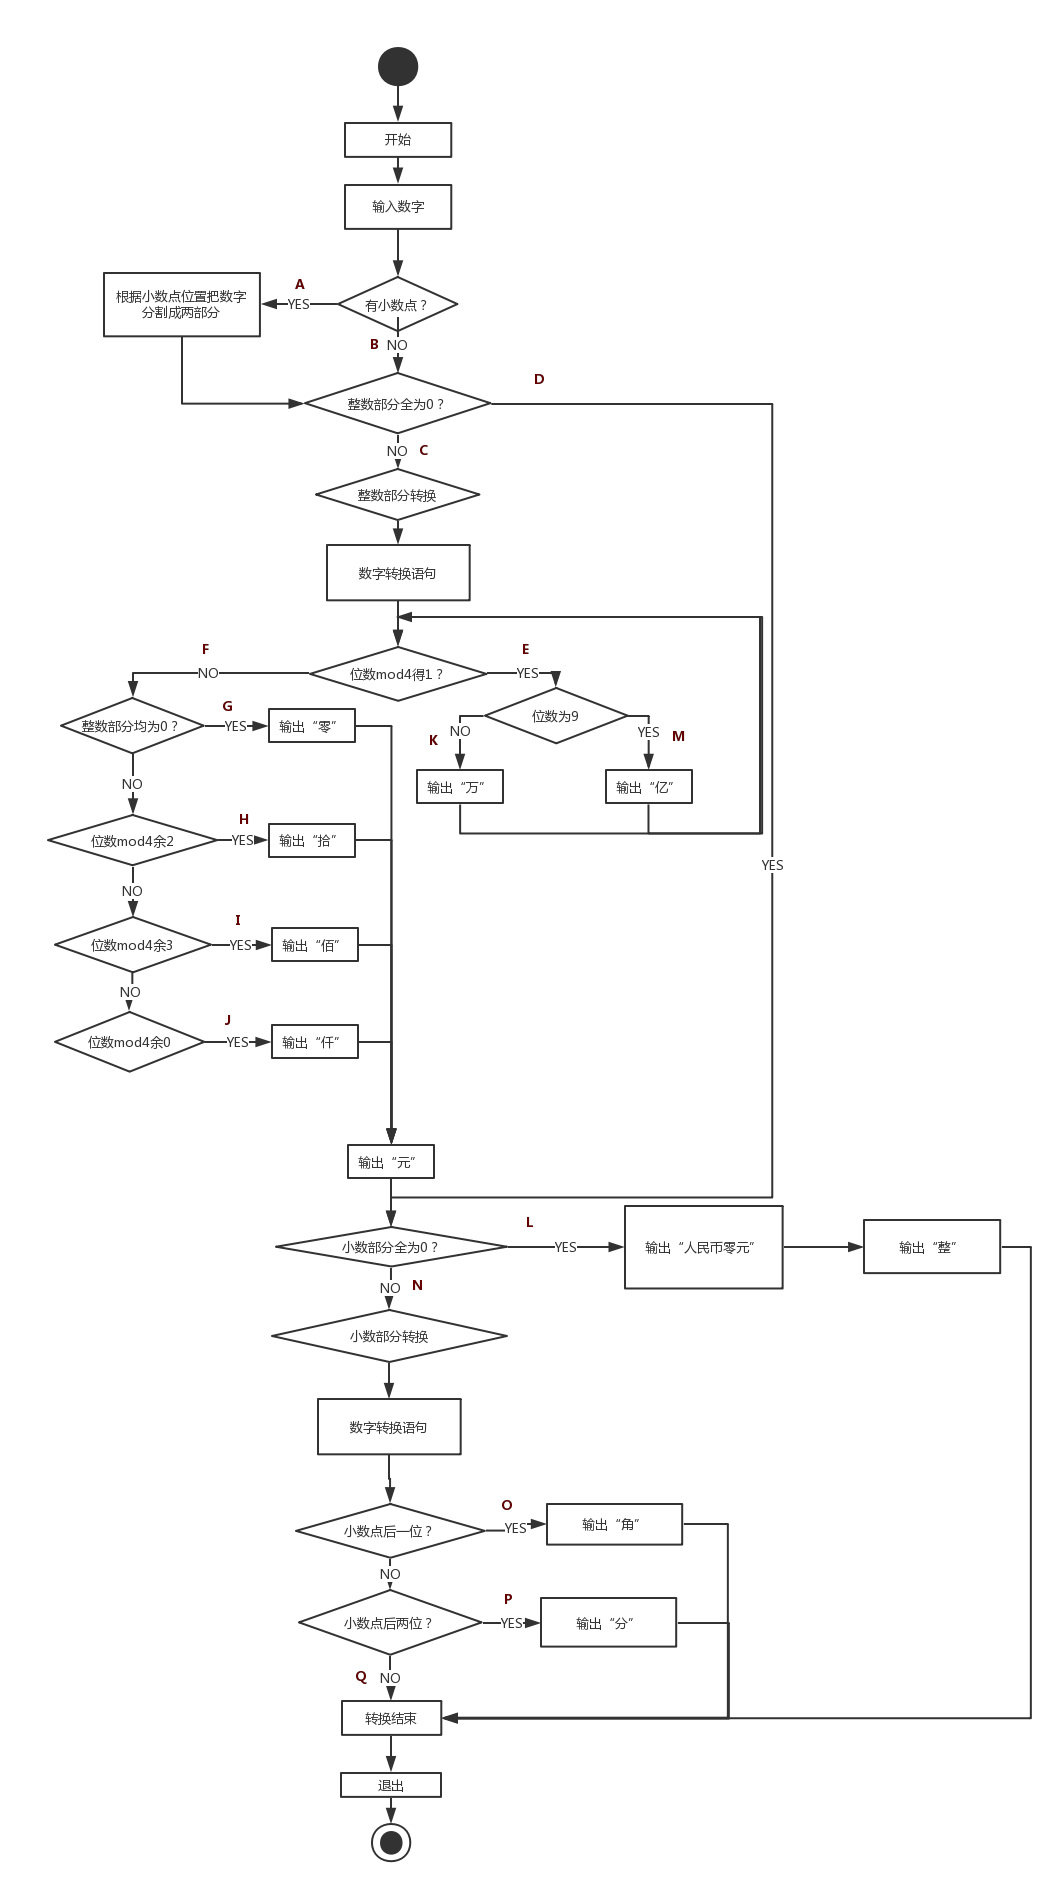 开始
输入数字
A
YES
有小数点？
根据小数点位置把数字
分割成两部分
B
NO
D
整数部分全为0？
NO
C
整数部分转换
数字转换语句
F
E
NO
位数mod4得1？
YES
G
整数部分均为0？
YES
输出“零”
位数为9
K
NO
YES
M
输出“万”
输出“亿”
NO
H
位数mod4余2
YES
输出“拾”
YES
NO
I
位数mod4余3
YES
输出“佰”
NO
J
位数mod4余0
YES
输出“仟”
输出“元”
L
小数部分全为0？
YES
输出“人民币零元”
输出“整”
NO
N
小数部分转换
数字转换语句
O
小数点后一位？
YES
输出“角”
NO
P
小数点后两位？
YES
输出“分”
Q
NO
转换结束
退出